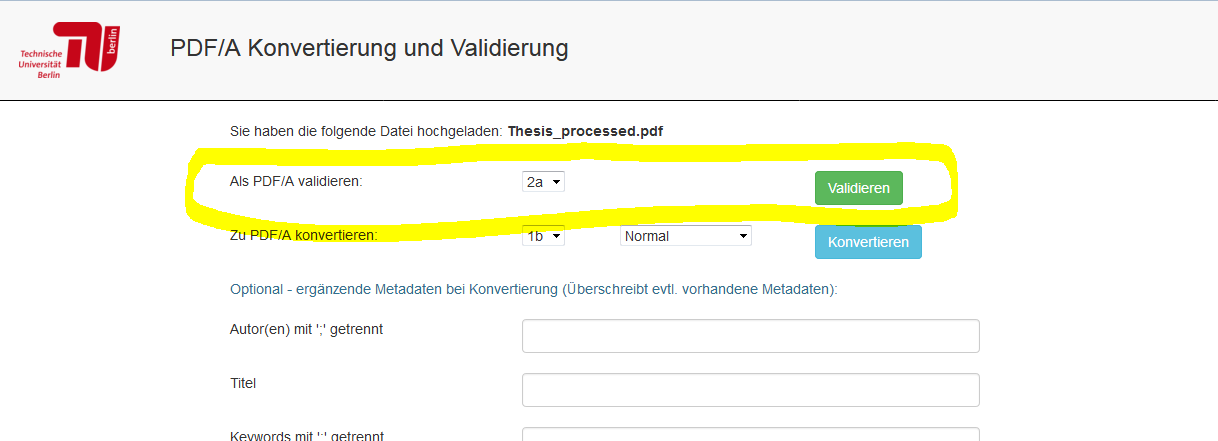 Technische
Universität
Berlin
berlin
PDF/A Konvertierung und Validierung
Sie haben die folgende Datei hochgeladen: Thesis_processed.pdf
Als PDF/A validieren: 2a Validieren
Zu PDF/A konvertieren: 1b Normal Konvertieren
Optional - ergänzende Metadaten bei Konvertierung (Überschreibt evtl. vorhandene Metadaten):
Autor(en) mit ';' getrennt
Titel
Keywords mit ';' getrennt